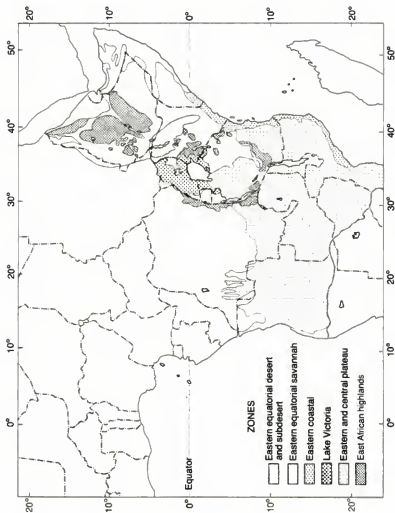 0° 10° 20° 30° 40° 50°
20° 20°
10° 10°
Equator
0° 0°
ZONES
Eastern equatorial desert
and subdesert
Eastern equatorial savannah
Eastern coastal
Lake Victoria
Eastern and central plateau
East African highlands
10° 10°
20° 20°
0° 10° 20° 30° 40° 50°